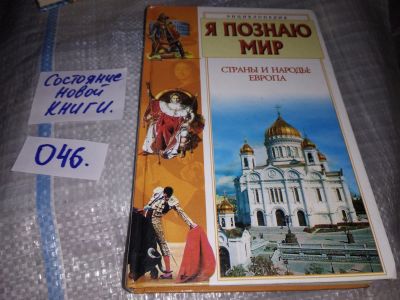 ЭНЦИКЛОПЕДИЯ
Я ПОЗНАЮ
МИР
СТРАНЫ И НАРОДЫ:
ЕВРОПА
Состояние
новой
книги.
046.